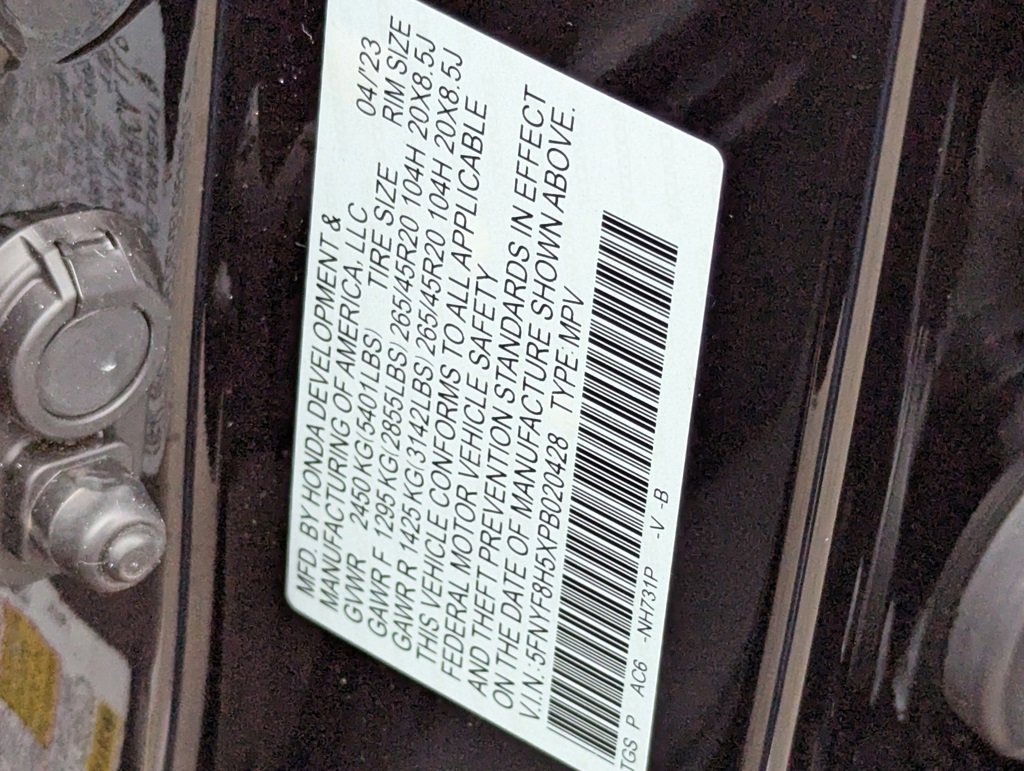 MFD. BY HONDA DEVELOPMENT &
MANUFACTURING OF AMERICA, LLC 04/'23
GVWR 2450 KG(5401LBS) TIRE SIZE RIM SIZE
GAWR F 1295 KG(2855LBS) 265/45R20 104H 20X8.5J
GAWR R 1425 KG(3142LBS) 265/45R20 104H 20X8.5J
THIS VEHICLE CONFORMS TO ALL APPLICABLE
FEDERAL MOTOR VEHICLE SAFETY
AND THEFT PREVENTION STANDARDS IN EFFECT
ON THE DATE OF MANUFACTURE SHOWN ABOVE.
V.I.N.:5FNYF8H5XPB020428 TYPE:MPV
TGS P AC6 -NH731P -V -B